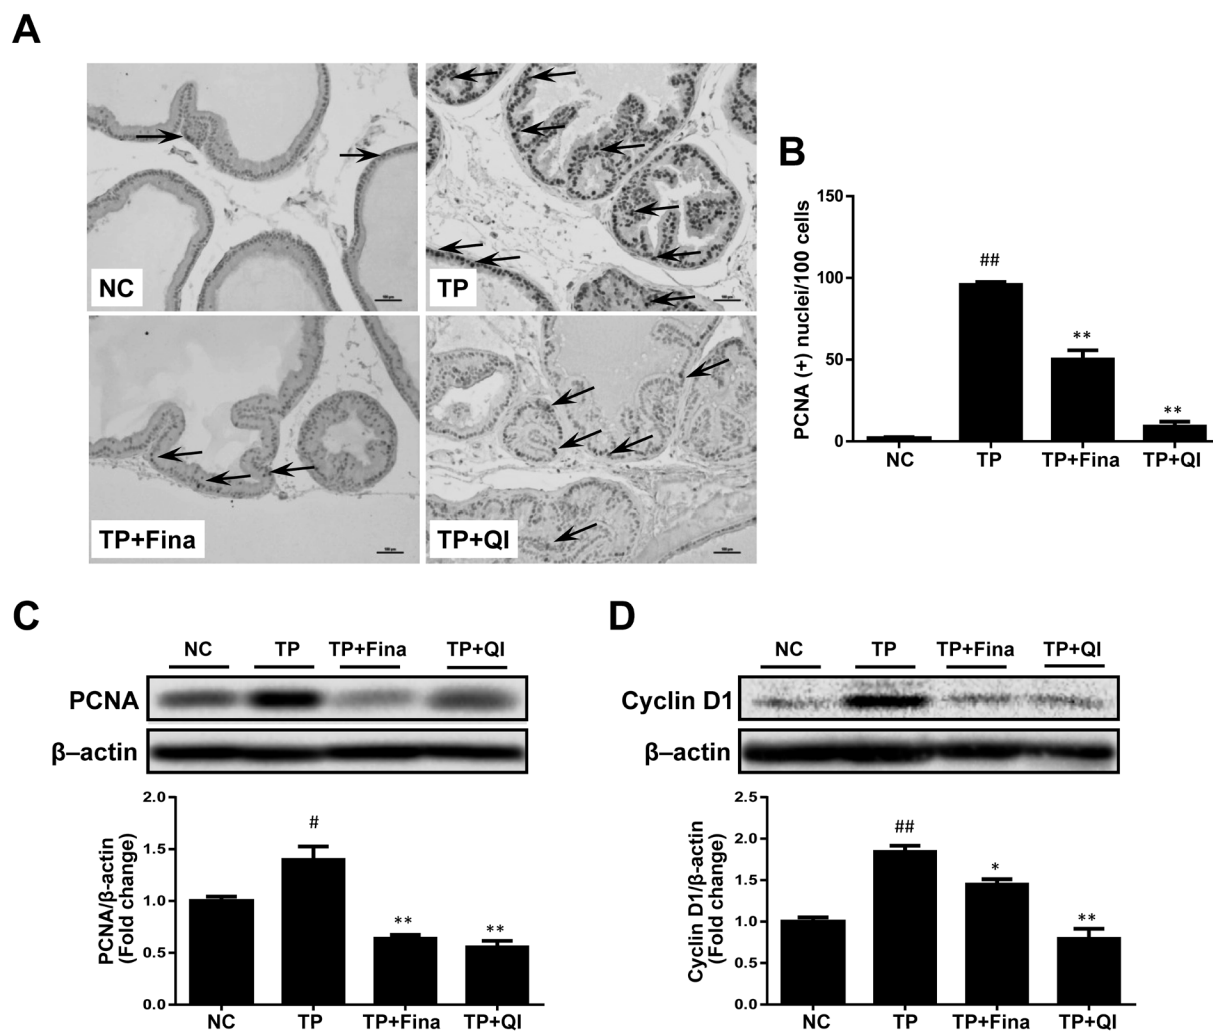 A
NC
TP
TP+Fina
TP+QI
B
PCNA (+) nuclei/100 cells
150
100
50
0
##
**
**
NC TP TP+Fina TP+QI
C
NC TP TP+Fina TP+QI
PCNA
β–actin
PCNA/β-actin
(Fold change)
2.0
1.5
1.0
0.5
0.0
#
**
**
NC TP TP+Fina TP+QI
D
NC TP TP+Fina TP+QI
Cyclin D1
β–actin
Cyclin D1/β-actin
(Fold change)
2.5
2.0
1.5
1.0
0.5
0.0
##
*
**
NC TP TP+Fina TP+QI